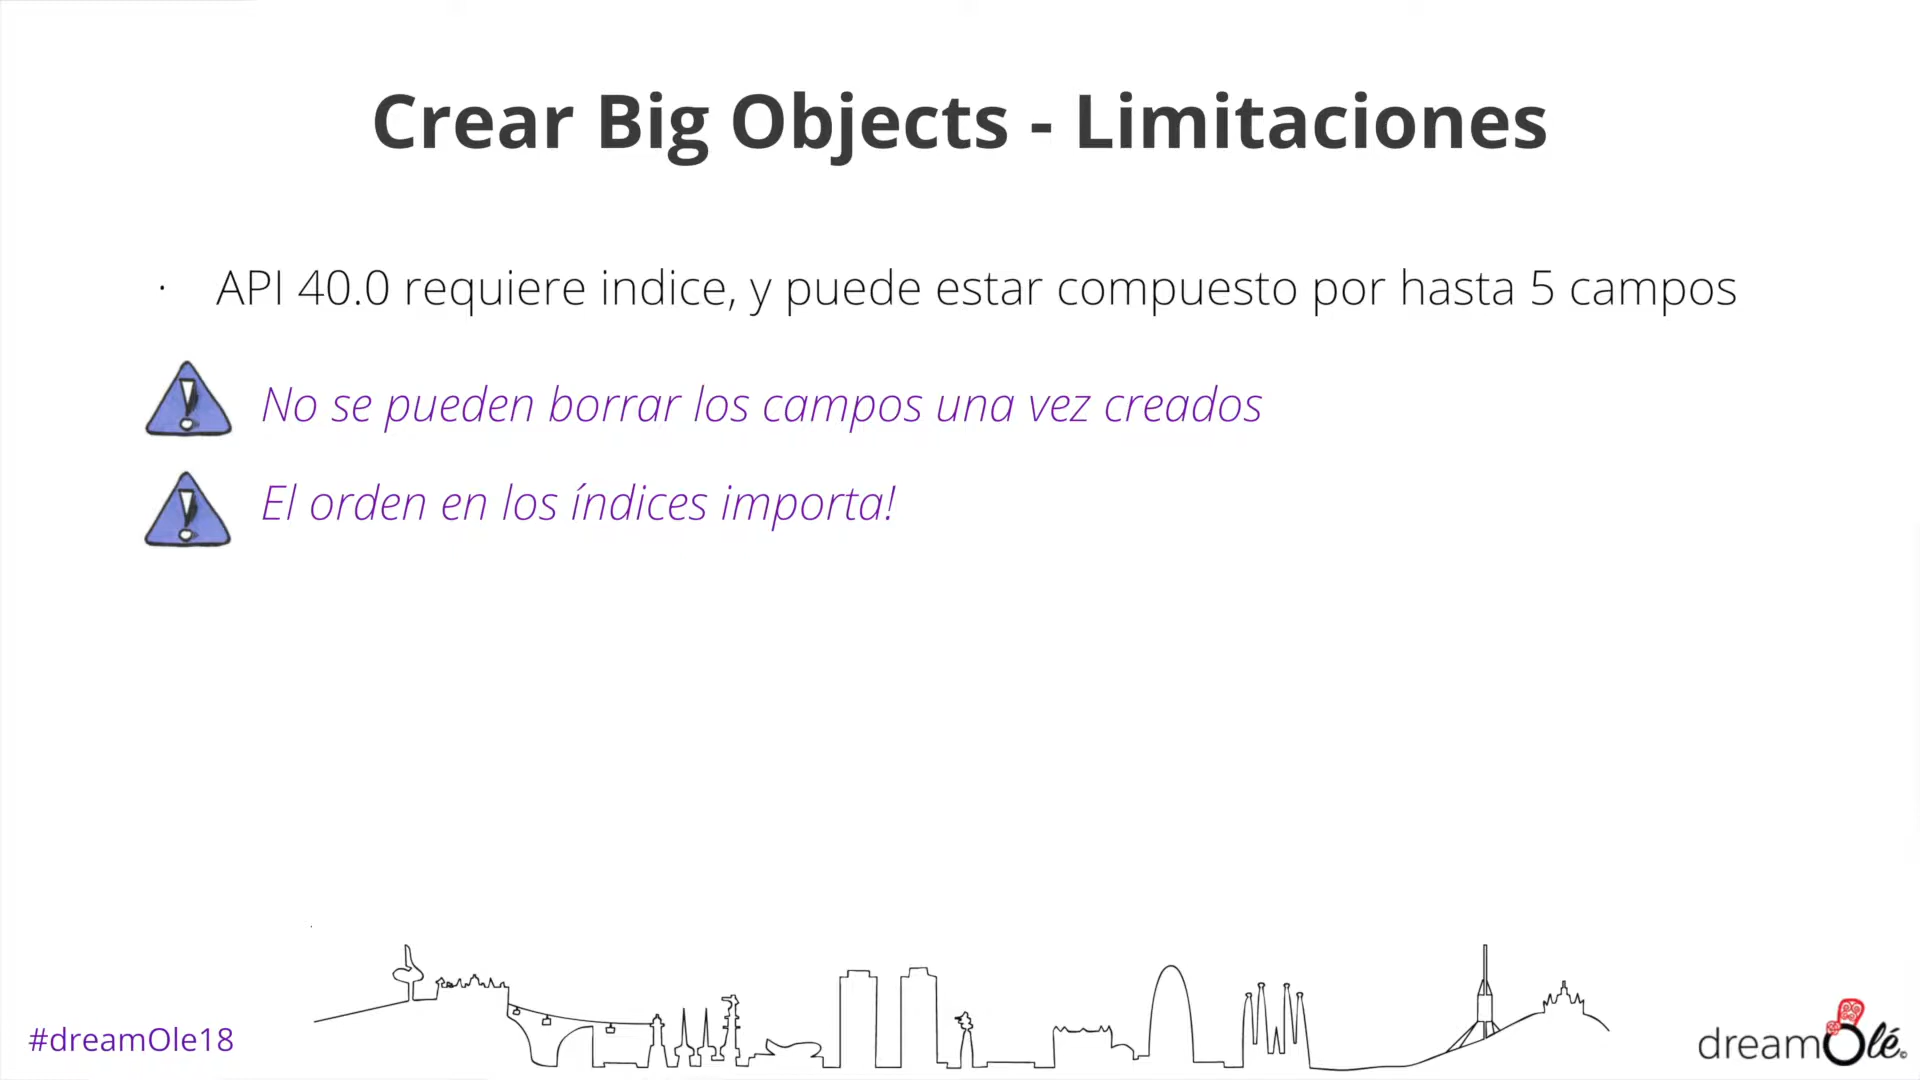 Crear Big Objects - Limitaciones
· API 40.0 requiere indice, y puede estar compuesto por hasta 5 campos
No se pueden borrar los campos una vez creados
El orden en los índices importa!
#dreamOle18
dreamOlé